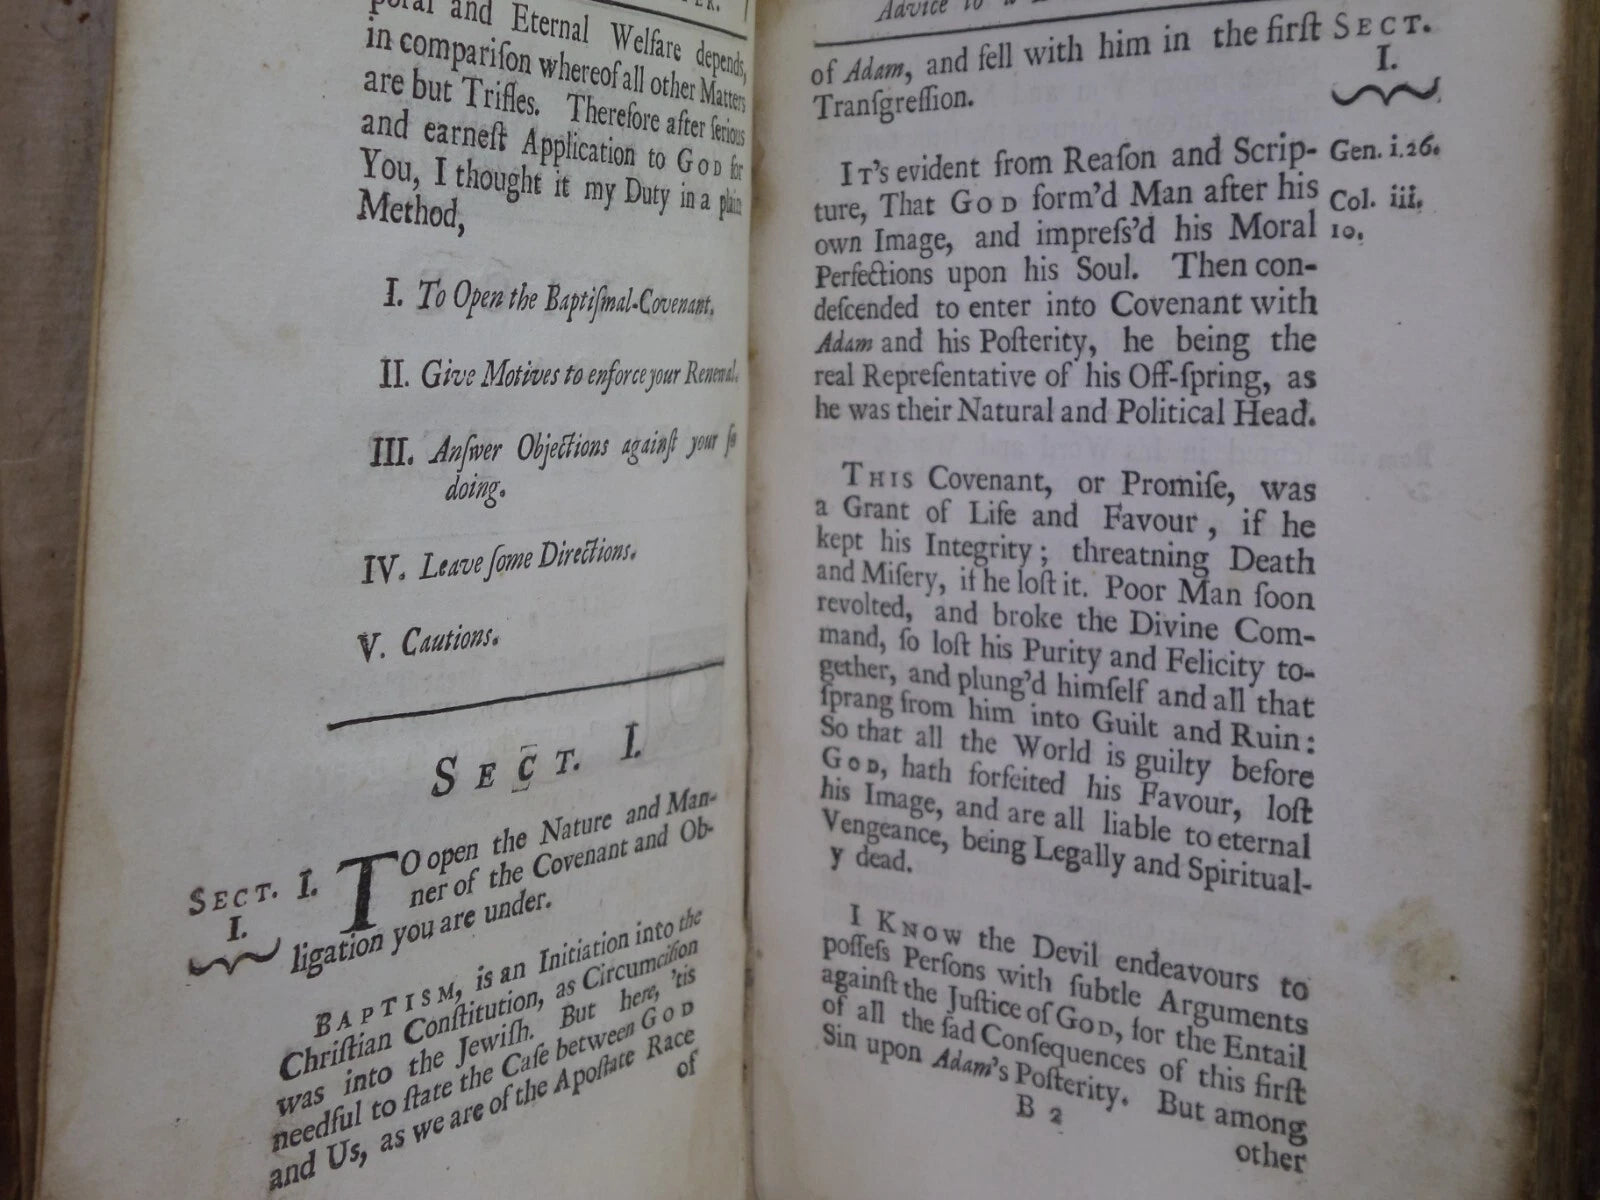 and Eternal Welfare depends,
in compariſon whereof all other Matters
are but Trifles. Therefore after ſerious
and earneſt Application to GOD for
You, I thought it my Duty in a plain
Method,
I. To Open the Baptiſmal-Covenant.
II. Give Motives to enforce your Renewal.
III. Anſwer Objections againſt your ſo
doing.
IV. Leave ſome Directions.
V. Cautions.
SECT. I.
SECT. I.
I.
TO open the Nature and Man-
ner of the Covenant and Ob-
ligation you are under.
BAPTISM, is an Initiation into the
Chriſtian Conſtitution, as Circumciſion
was into the Jewiſh. But here, 'tis
needful to ſtate the Caſe between GOD
and Us, as we are of the Apoſtate Race
of
Advice to a
of Adam, and fell with him in the firſt
Tranſgreſſion.
SECT.
I.
IT'S evident from Reaſon and Scrip-
ture, That GOD form'd Man after his
own Image, and impreſs'd his Moral
Perfections upon his Soul. Then con-
deſcended to enter into Covenant with
Adam and his Poſterity, he being the
real Repreſentative of his Off-ſpring, as
he was their Natural and Political Head.
Gen. i.26.
Col. iii.
10.
THIS Covenant, or Promiſe, was
a Grant of Life and Favour, if he
kept his Integrity; threatning Death
and Miſery, if he loſt it. Poor Man ſoon
revolted, and broke the Divine Com-
mand, ſo loſt his Purity and Felicity to-
gether, and plung'd himſelf and all that
ſprang from him into Guilt and Ruin:
So that all the World is guilty before
GOD, hath forfeited his Favour, loſt
his Image, and are all liable to eternal
Vengeance, being Legally and Spiritual-
y dead.
I KNOW the Devil endeavours to
poſſeſs Perſons with ſubtle Arguments
againſt the Juſtice of GOD, for the Entail
of all the ſad Conſequences of this firſt
Sin upon Adam's Poſterity. But among
B 2
other